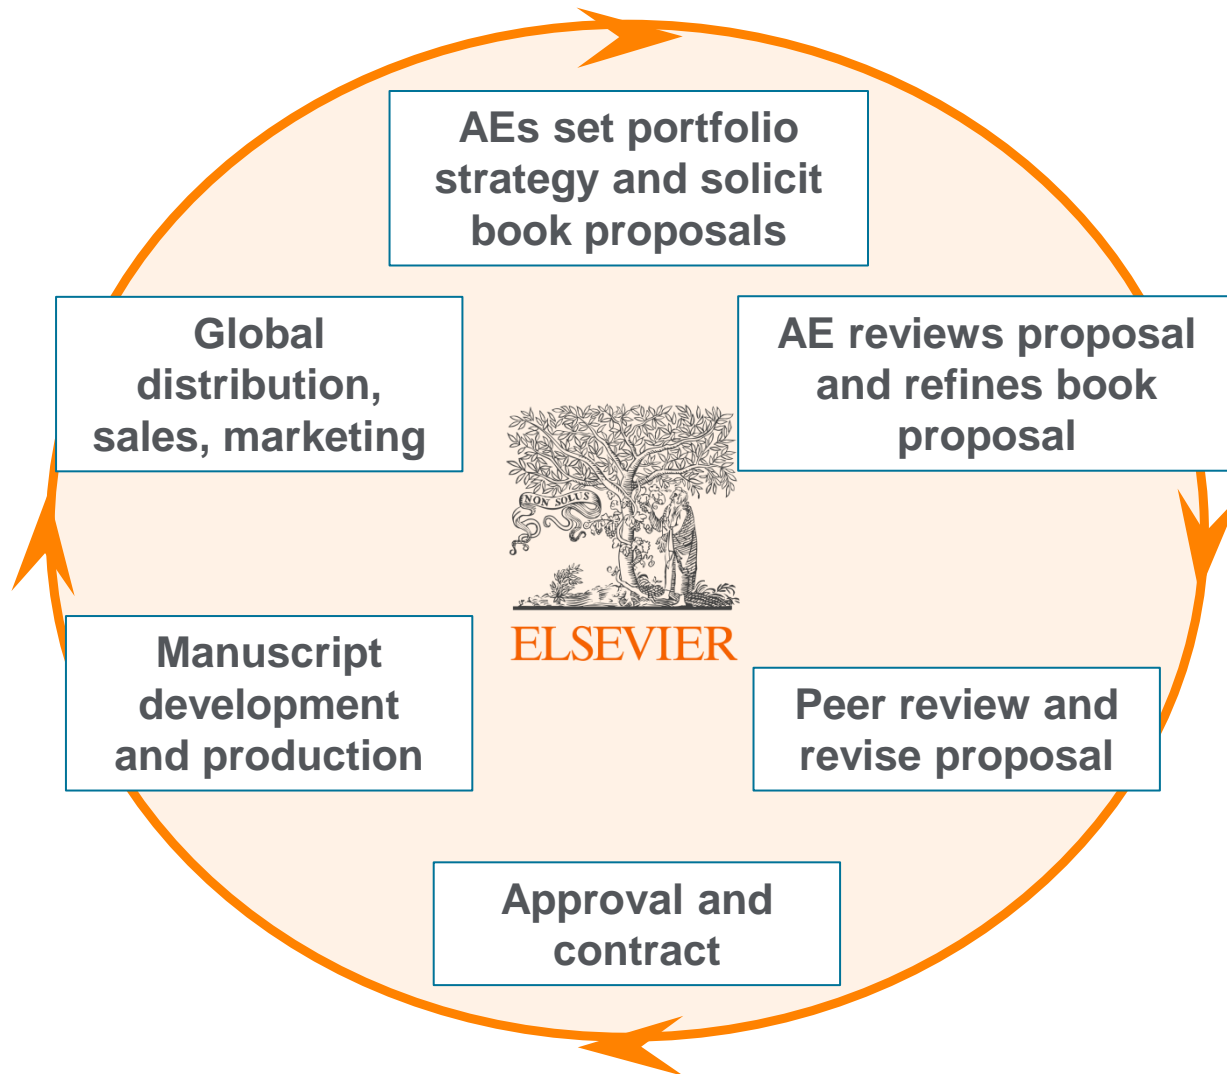 AEs set portfolio
strategy and solicit
book proposals
AE reviews proposal
and refines book
proposal
Peer review and
revise proposal
Approval and
contract
Manuscript
development
and production
Global
distribution,
sales, marketing
NON SOLUS
ELSEVIER